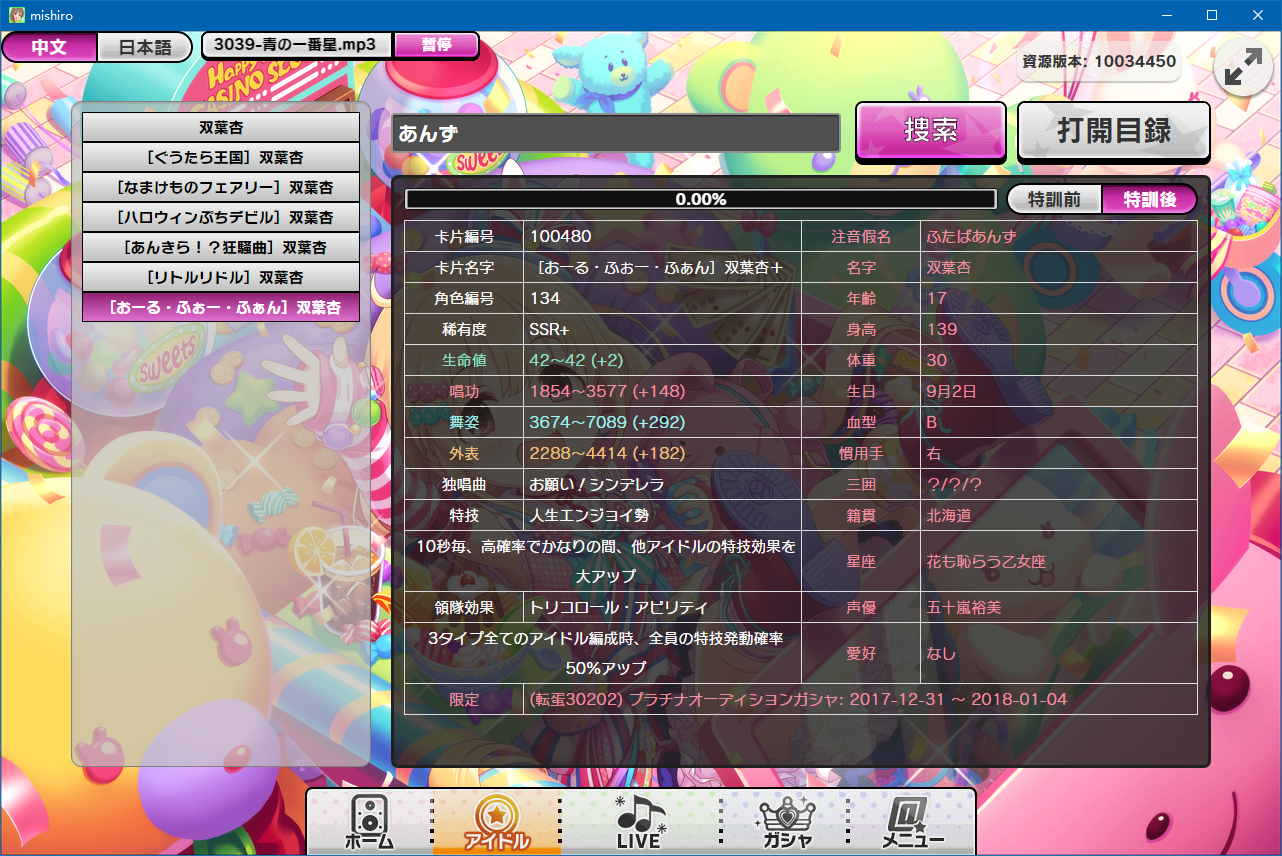 mishiro
中文
日本語
3039-青の一番星.mp3
暫停
資源版本: 10034450
双葉杏
［ぐうたら王国］双葉杏
［なまけものフェアリー］双葉杏
［ハロウィンぷちデビル］双葉杏
［あんきら！？狂騒曲］双葉杏
［リトルリドル］双葉杏
［おーる・ふぉー・ふぁん］双葉杏
あんず
捜索
打開目録
0.00%
特訓前
特訓後
卡片編号 100480 注音假名 ふたばあんず
卡片名字 ［おーる・ふぉー・ふぁん］双葉杏＋ 名字 双葉杏
角色編号 134 年齢 17
稀有度 SSR+ 身高 139
生命値 42～42 (+2) 体重 30
唱功 1854～3577 (+148) 生日 9月2日
舞姿 3674～7089 (+292) 血型 B
外表 2288～4414 (+182) 慣用手 右
独唱曲 お願い！シンデレラ 三囲 ？/？/？
特技 人生エンジョイ勢 籍貫 北海道
10秒毎、高確率でかなりの間、他アイドルの特技効果を
大アップ
星座 花も恥らう乙女座
領隊効果 トリコロール・アビリティ 声優 五十嵐裕美
3タイプ全てのアイドル編成時、全員の特技発動確率
50%アップ
愛好 なし
限定 (転蛋30202) プラチナオーディションガシャ: 2017-12-31 ～ 2018-01-04
sweets
ホーム
アイドル
LIVE
ガシャ
メニュー